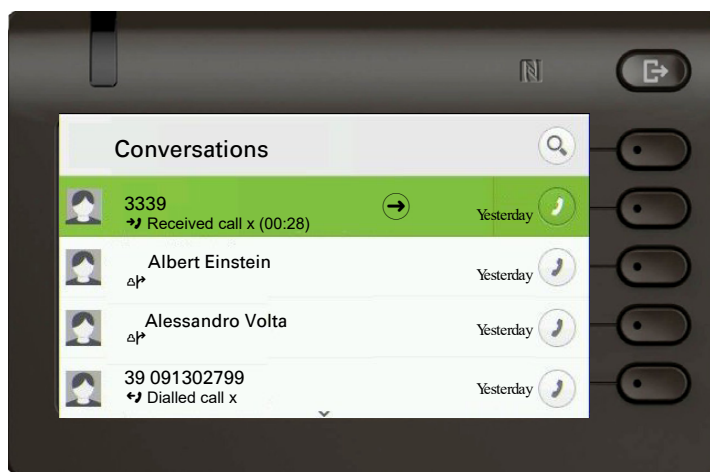 Conversations
3339
Yesterday
Received call x (00:28)
Albert Einstein
Yesterday
Alessandro Volta
Yesterday
39 091302799
Yesterday
Dialled call x